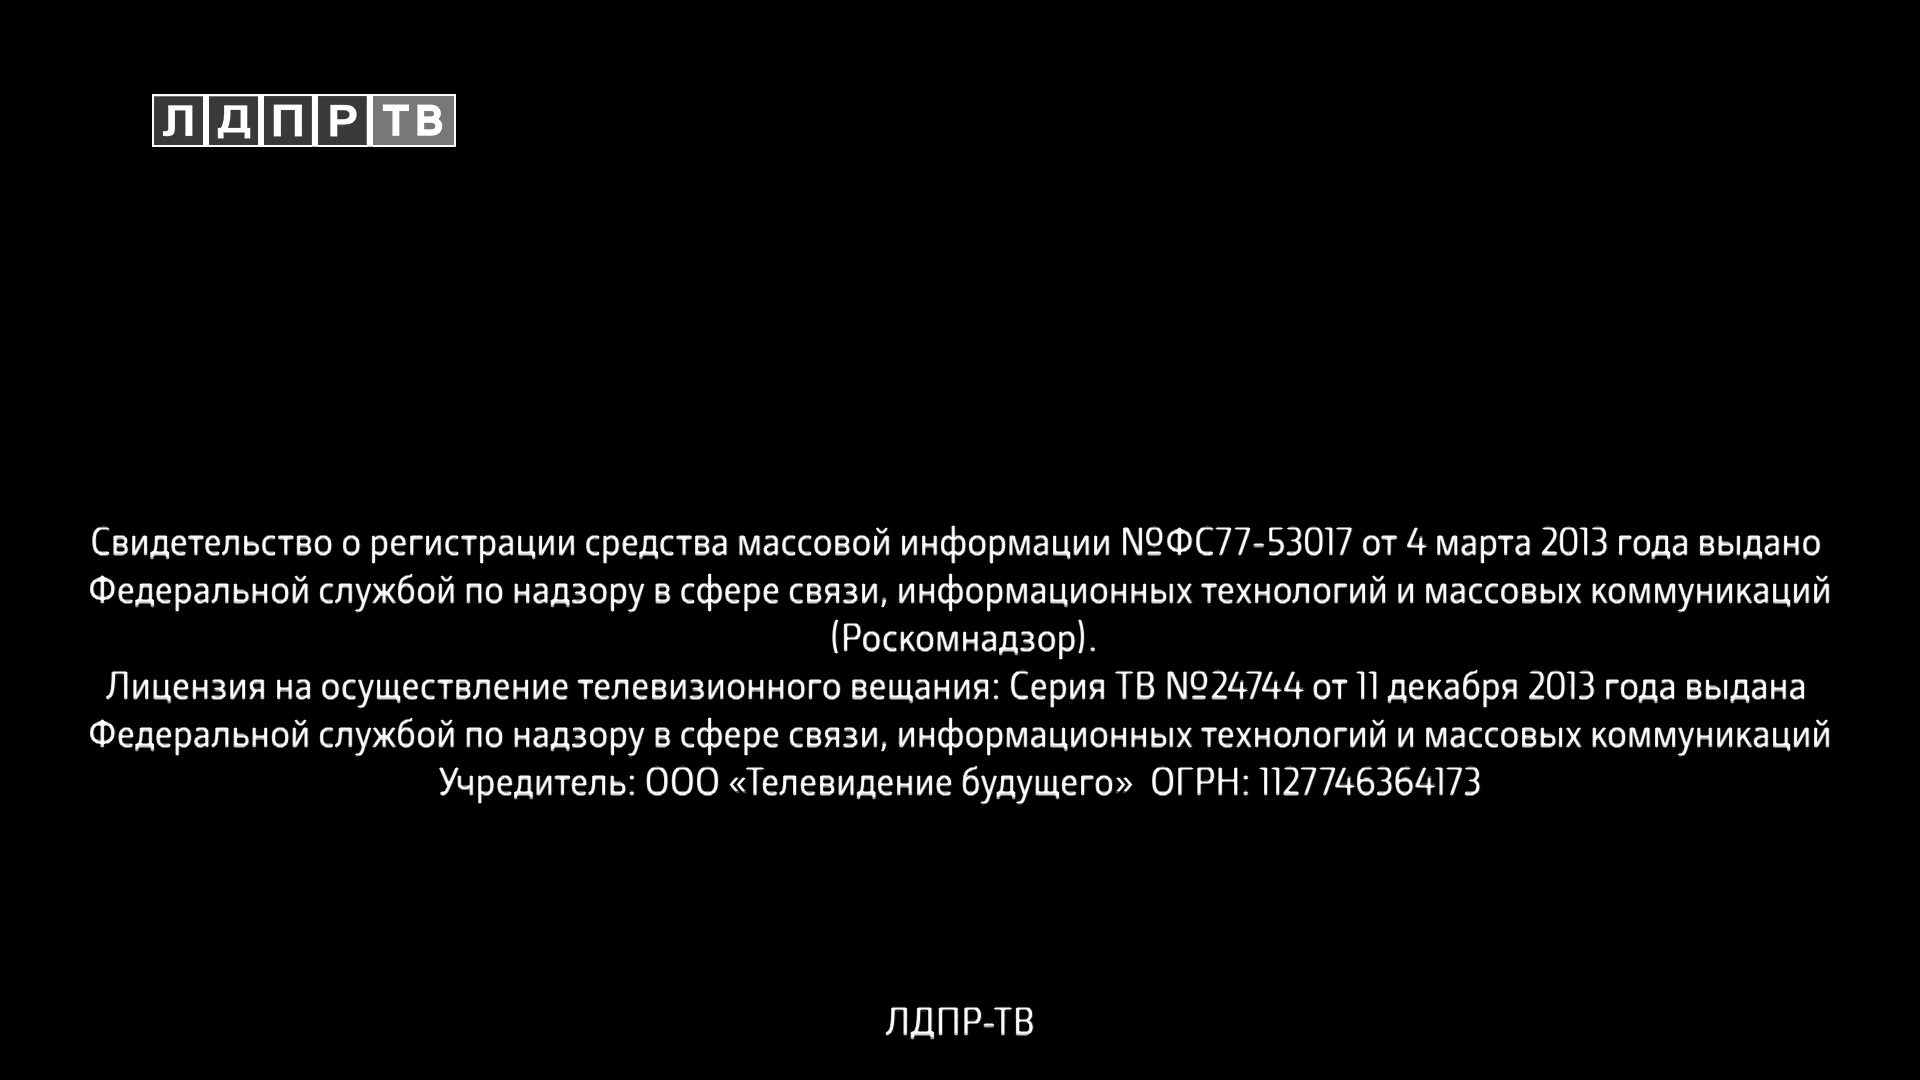 ЛДПР ТВ
Свидетельство о регистрации средства массовой информации №ФС77-53017 от 4 марта 2013 года выдано
Федеральной службой по надзору в сфере связи, информационных технологий и массовых коммуникаций
(Роскомнадзор).
Лицензия на осуществление телевизионного вещания: Серия ТВ №24744 от 11 декабря 2013 года выдана
Федеральной службой по надзору в сфере связи, информационных технологий и массовых коммуникаций
Учредитель: ООО «Телевидение будущего» ОГРН: 1127746364173
ЛДПР-ТВ